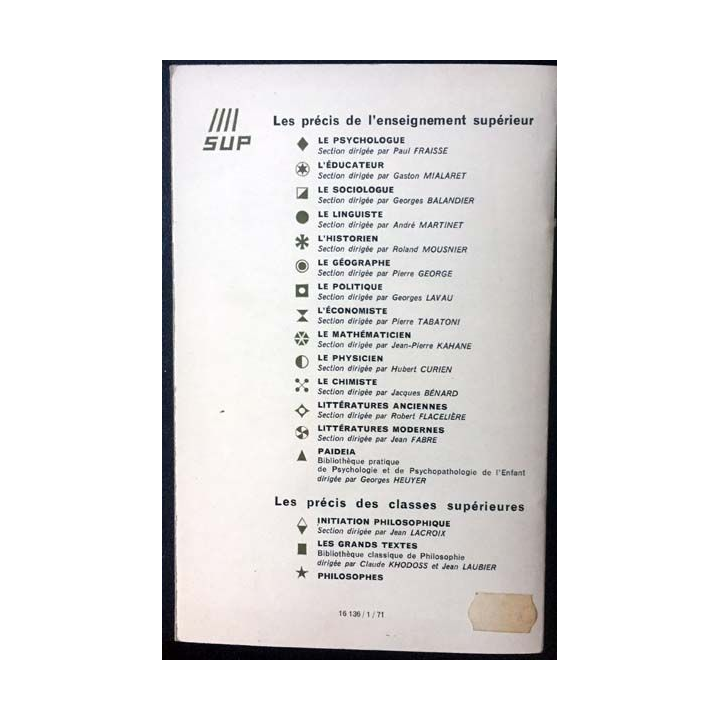 SUP
Les précis de l'enseignement supérieur
LE PSYCHOLOGUE
Section dirigée par Paul FRAISSE
L'ÉDUCATEUR
Section dirigée par Gaston MIALARET
LE SOCIOLOGUE
Section dirigée par Georges BALANDIER
LE LINGUISTE
Section dirigée par André MARTINET
L'HISTORIEN
Section dirigée par Roland MOUSNIER
LE GÉOGRAPHE
Section dirigée par Pierre GEORGE
LE POLITIQUE
Section dirigée par Georges LAVAU
L'ÉCONOMISTE
Section dirigée par Pierre TABATONI
LE MATHÉMATICIEN
Section dirigée par Jean-Pierre KAHANE
LE PHYSICIEN
Section dirigée par Hubert CURIEN
LE CHIMISTE
Section dirigée par Jacques BÉNARD
LITTÉRATURES ANCIENNES
Section dirigée par Robert FLACELIÈRE
LITTÉRATURES MODERNES
Section dirigée par Jean FABRE
PAIDEIA
Bibliothèque pratique
de Psychologie et de Psychopathologie de l'Enfant
dirigée par Georges HEUYER
Les précis des classes supérieures
INITIATION PHILOSOPHIQUE
Section dirigée par Jean LACROIX
LES GRANDS TEXTES
Bibliothèque classique de Philosophie
dirigée par Claude KHODOSS et Jean LAUBIER
PHILOSOPHES
16 136 / 1 / 71